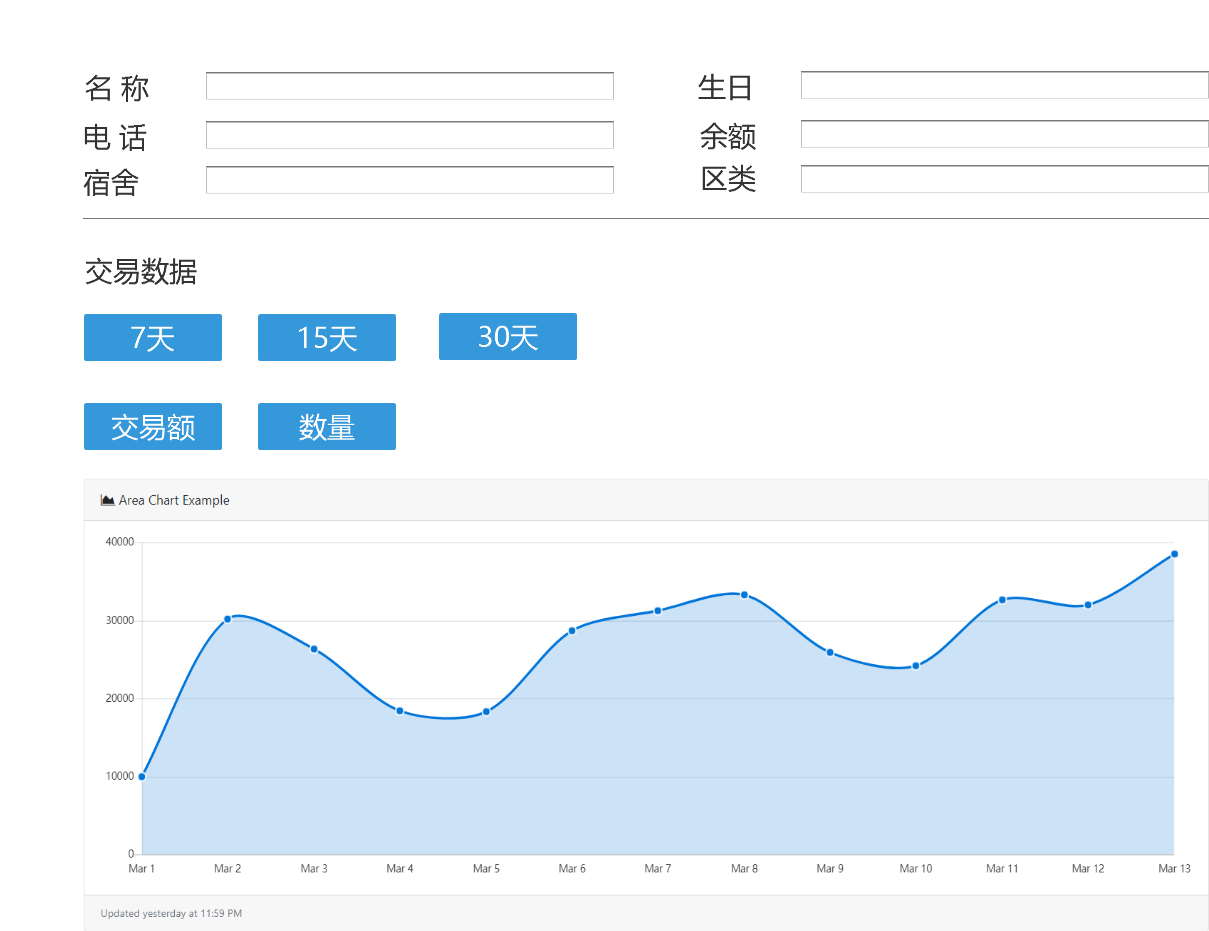 名 称 生日
电 话 余额
宿舍 区类
交易数据
7天 15天 30天
交易额 数量
Area Chart Example
40000
30000
20000
10000
0
Mar 1 Mar 2 Mar 3 Mar 4 Mar 5 Mar 6 Mar 7 Mar 8 Mar 9 Mar 10 Mar 11 Mar 12 Mar 13
Updated yesterday at 11:59 PM